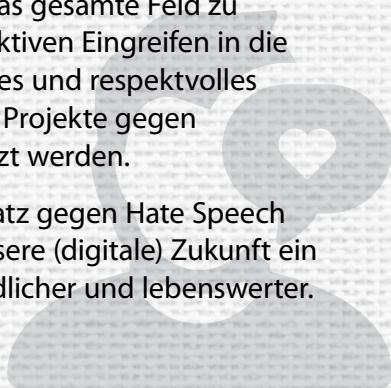 as gesamte Feld zu
ktiven Eingreifen in die
es und respektvolles
Projekte gegen
zt werden.
atz gegen Hate Speech
sere (digitale) Zukunft ein
dlicher und lebenswerter.